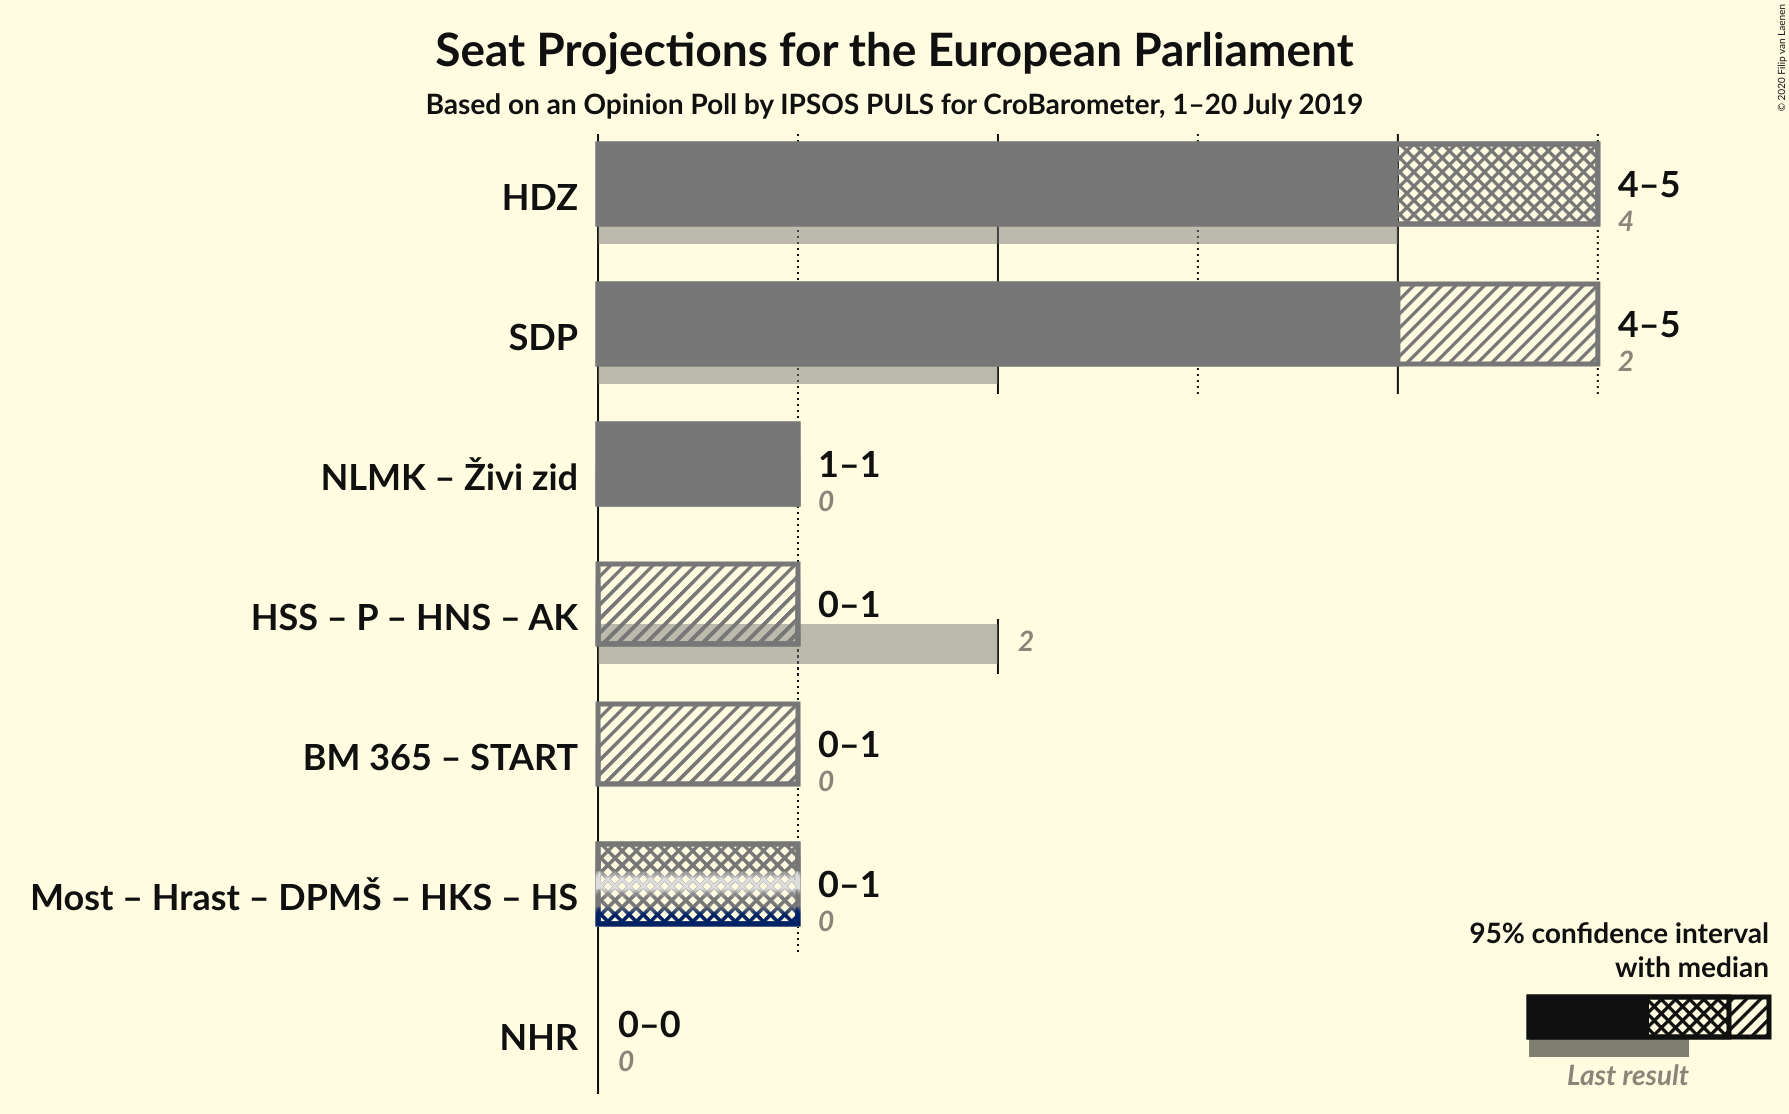 Seat Projections for the European Parliament
Based on an Opinion Poll by IPSOS PULS for CroBarometer, 1–20 July 2019
© 2020 Filip van Laenen
HDZ
4–5
4
SDP
4–5
2
NLMK – Živi zid
1–1
0
HSS – P – HNS – AK
0–1
2
BM 365 – START
0–1
0
Most – Hrast – DPMŠ – HKS – HS
0–1
0
NHR
0–0
0
95% confidence interval
with median
Last result